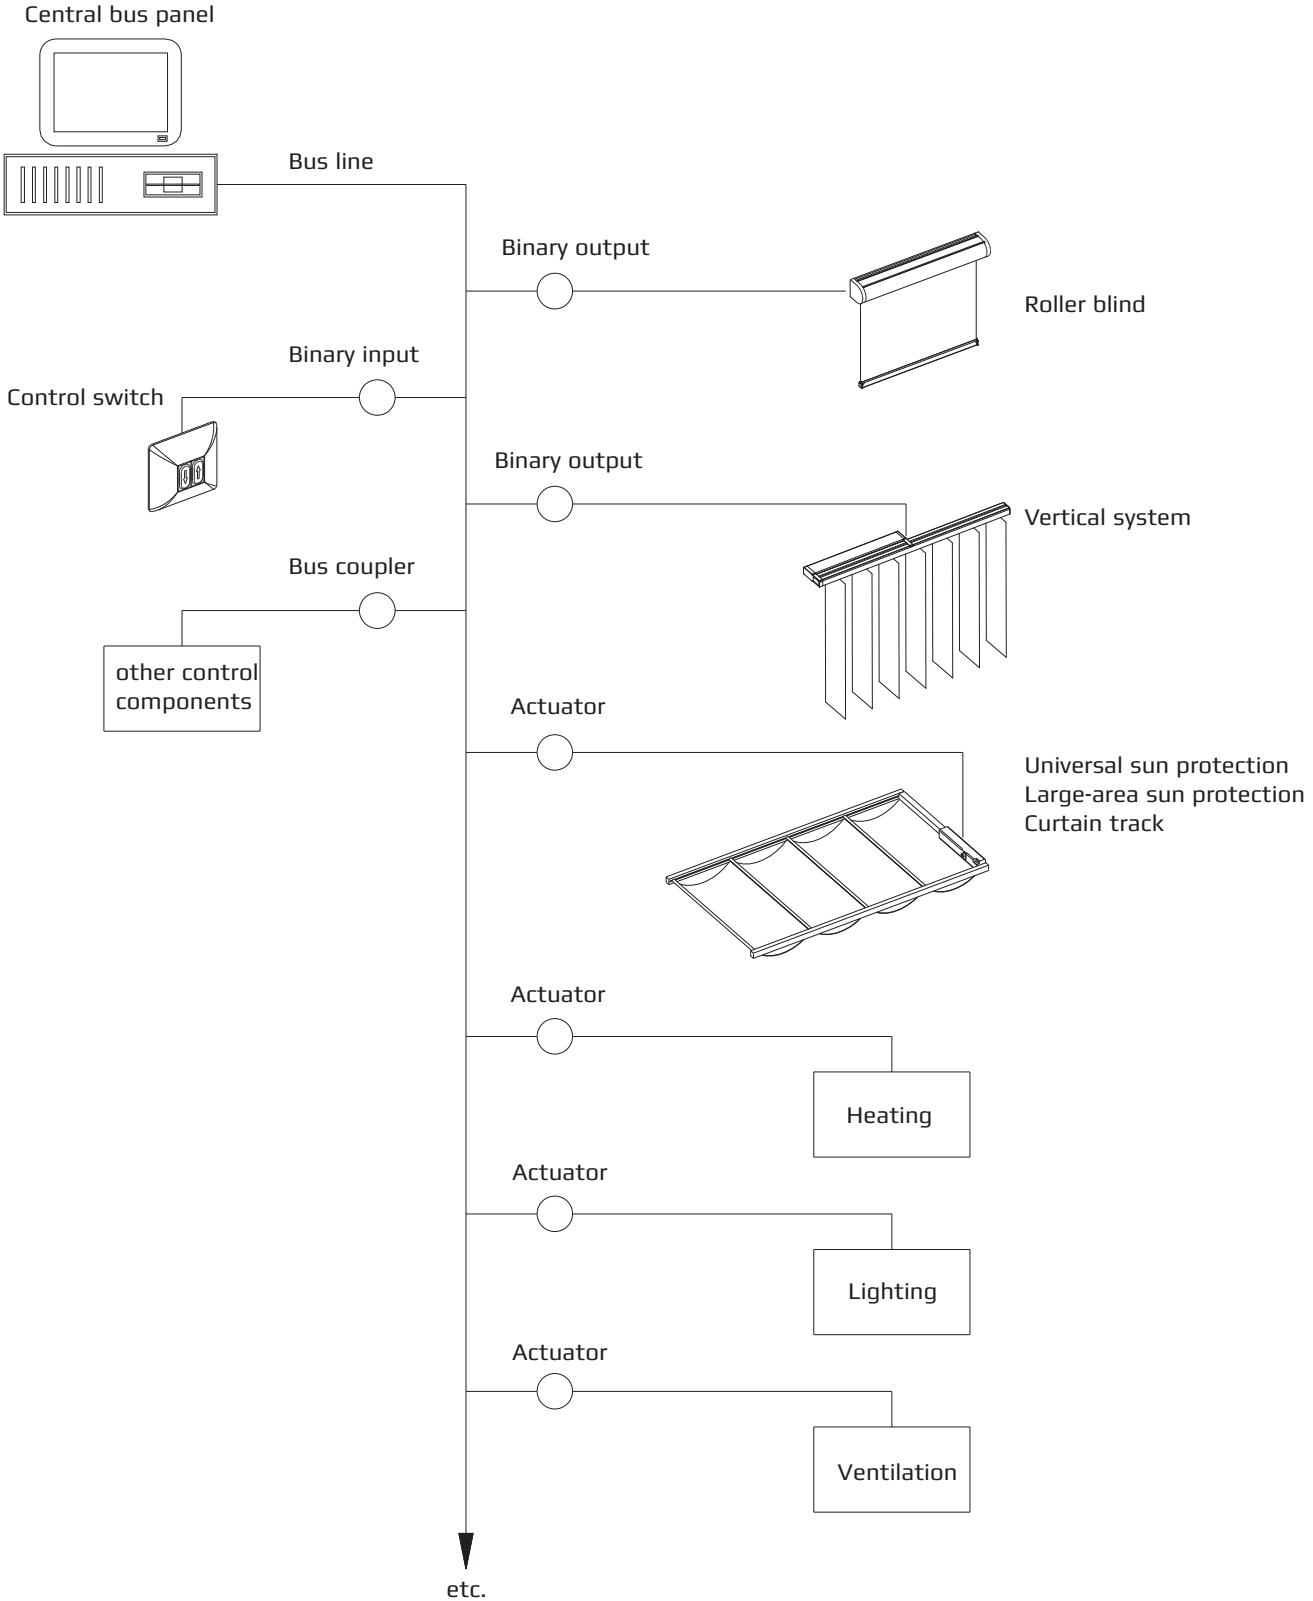 Central bus panel
Bus line
Binary output
Roller blind
Binary input
Control switch
Binary output
Vertical system
Bus coupler
other control
components
Actuator
Universal sun protection
Large-area sun protection
Curtain track
Actuator
Heating
Actuator
Lighting
Actuator
Ventilation
etc.